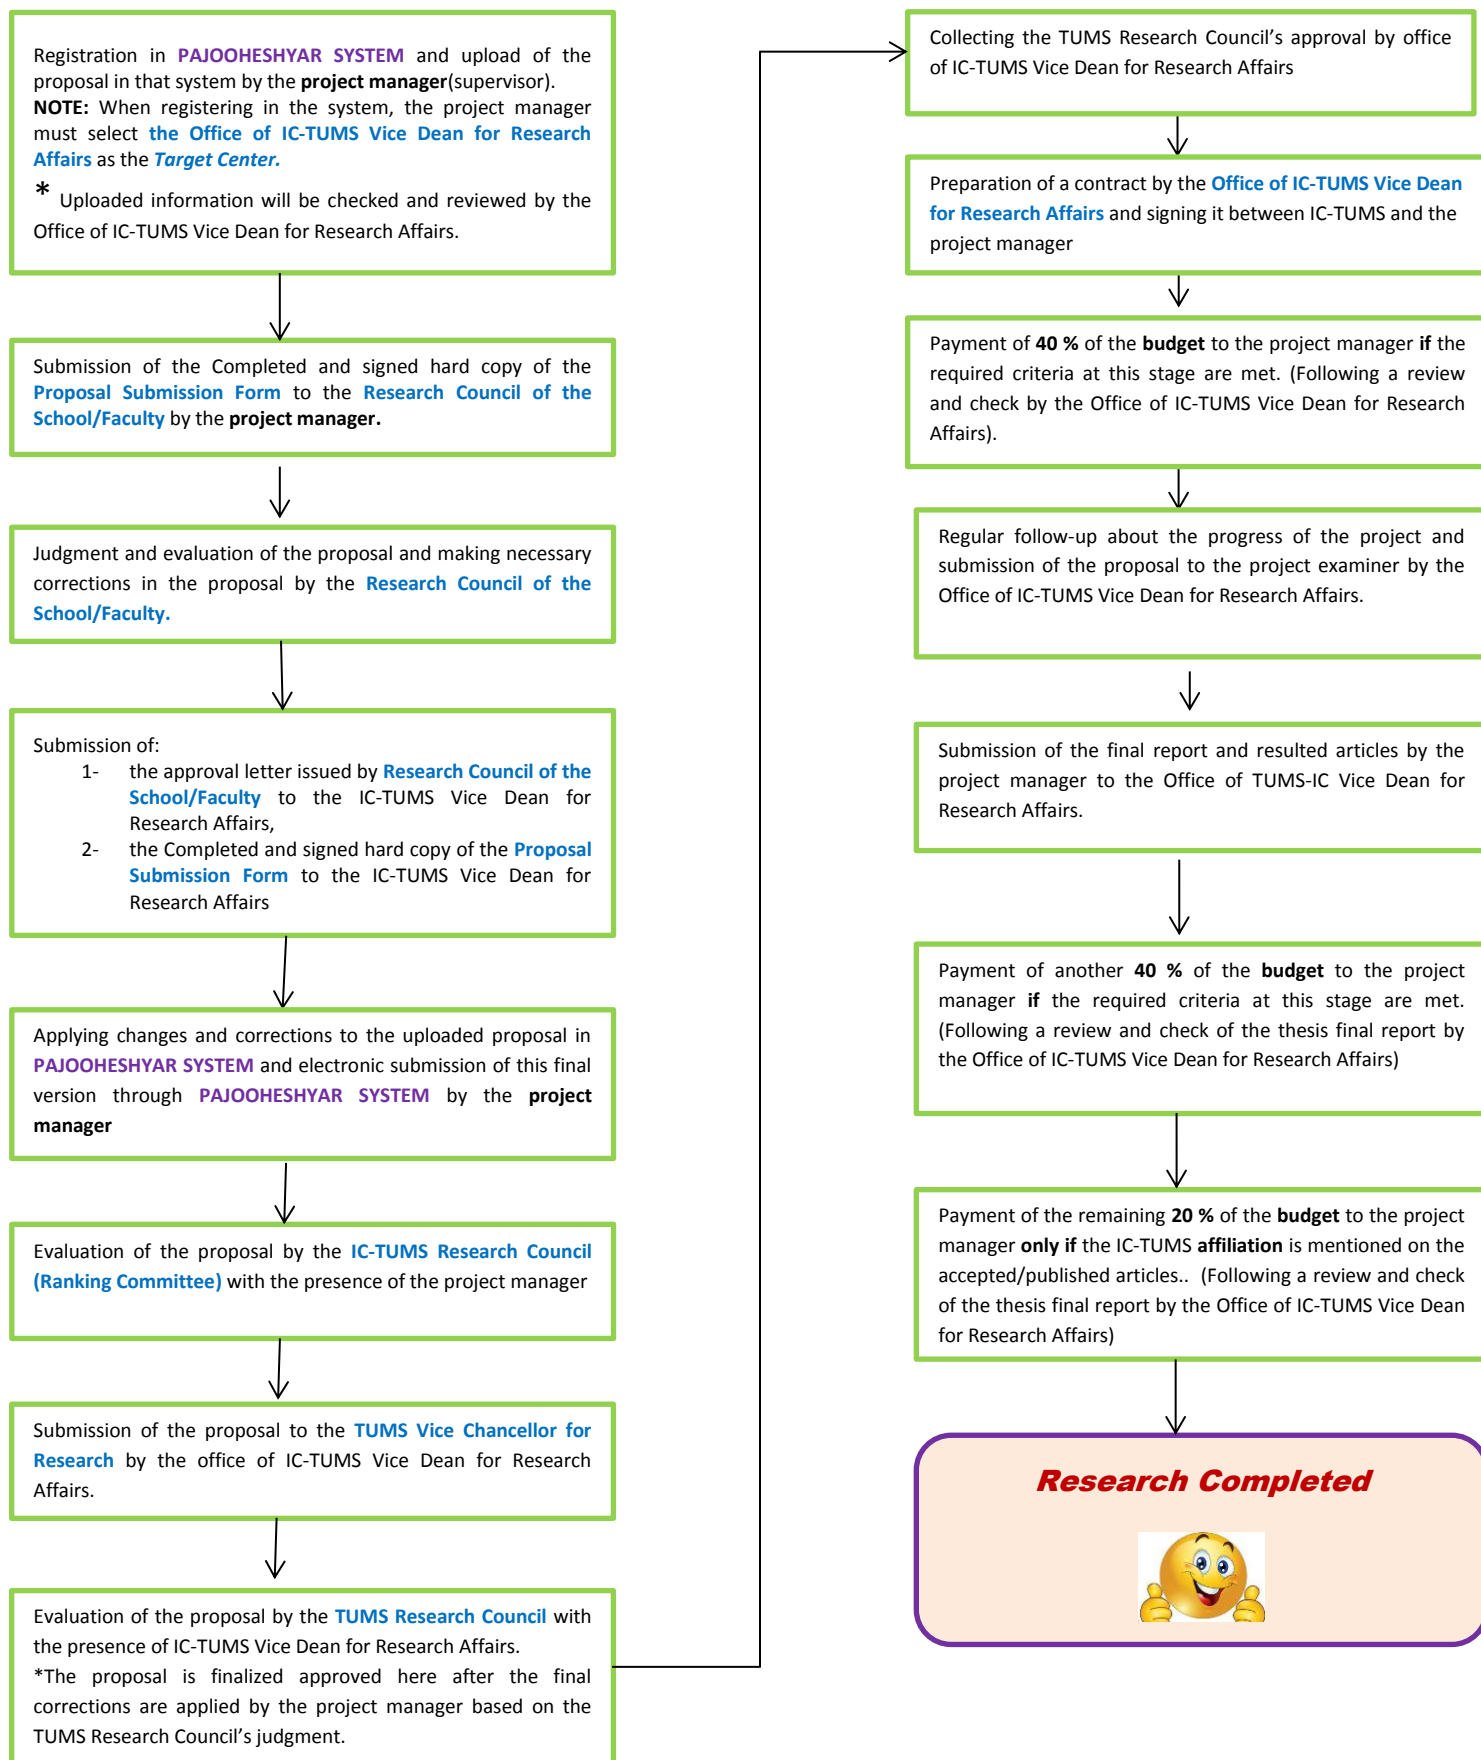 Registration in PAJOOHESHYAR SYSTEM and upload of the
proposal in that system by the project manager(supervisor).
NOTE: When registering in the system, the project manager
must select the Office of IC-TUMS Vice Dean for Research
Affairs as the Target Center.
* Uploaded information will be checked and reviewed by the
Office of IC-TUMS Vice Dean for Research Affairs.
Submission of the Completed and signed hard copy of the
Proposal Submission Form to the Research Council of the
School/Faculty by the project manager.
Judgment and evaluation of the proposal and making necessary
corrections in the proposal by the Research Council of the
School/Faculty.
Submission of:
1- the approval letter issued by Research Council of the
School/Faculty to the IC-TUMS Vice Dean for
Research Affairs,
2- the Completed and signed hard copy of the Proposal
Submission Form to the IC-TUMS Vice Dean for
Research Affairs
Applying changes and corrections to the uploaded proposal in
PAJOOHESHYAR SYSTEM and electronic submission of this final
version through PAJOOHESHYAR SYSTEM by the project
manager
Evaluation of the proposal by the IC-TUMS Research Council
(Ranking Committee) with the presence of the project manager
Submission of the proposal to the TUMS Vice Chancellor for
Research by the office of IC-TUMS Vice Dean for Research
Affairs.
Evaluation of the proposal by the TUMS Research Council with
the presence of IC-TUMS Vice Dean for Research Affairs.
*The proposal is finalized approved here after the final
corrections are applied by the project manager based on the
TUMS Research Council’s judgment.
Collecting the TUMS Research Council’s approval by office
of IC-TUMS Vice Dean for Research Affairs
Preparation of a contract by the Office of IC-TUMS Vice Dean
for Research Affairs and signing it between IC-TUMS and the
project manager
Payment of 40 % of the budget to the project manager if the
required criteria at this stage are met. (Following a review
and check by the Office of IC-TUMS Vice Dean for Research
Affairs).
Regular follow-up about the progress of the project and
submission of the proposal to the project examiner by the
Office of IC-TUMS Vice Dean for Research Affairs.
Submission of the final report and resulted articles by the
project manager to the Office of TUMS-IC Vice Dean for
Research Affairs.
Payment of another 40 % of the budget to the project
manager if the required criteria at this stage are met.
(Following a review and check of the thesis final report by
the Office of IC-TUMS Vice Dean for Research Affairs)
Payment of the remaining 20 % of the budget to the project
manager only if the IC-TUMS affiliation is mentioned on the
accepted/published articles.. (Following a review and check
of the thesis final report by the Office of IC-TUMS Vice Dean
for Research Affairs)
Research Completed